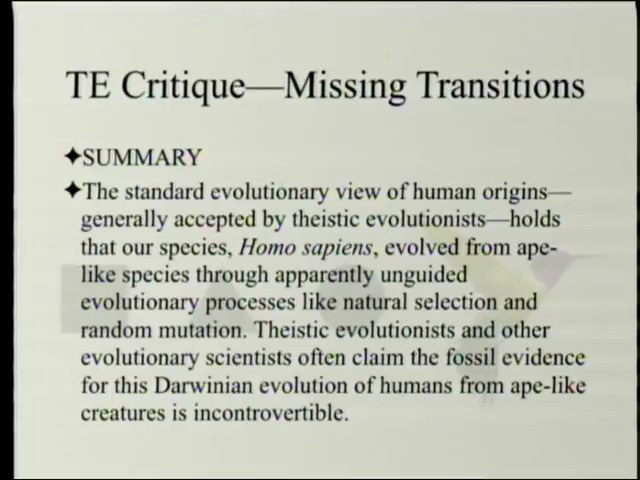 TE Critique—Missing Transitions
✦SUMMARY
✦The standard evolutionary view of human origins—
generally accepted by theistic evolutionists—holds
that our species, Homo sapiens, evolved from ape-
like species through apparently unguided
evolutionary processes like natural selection and
random mutation. Theistic evolutionists and other
evolutionary scientists often claim the fossil evidence
for this Darwinian evolution of humans from ape-like
creatures is incontrovertible.